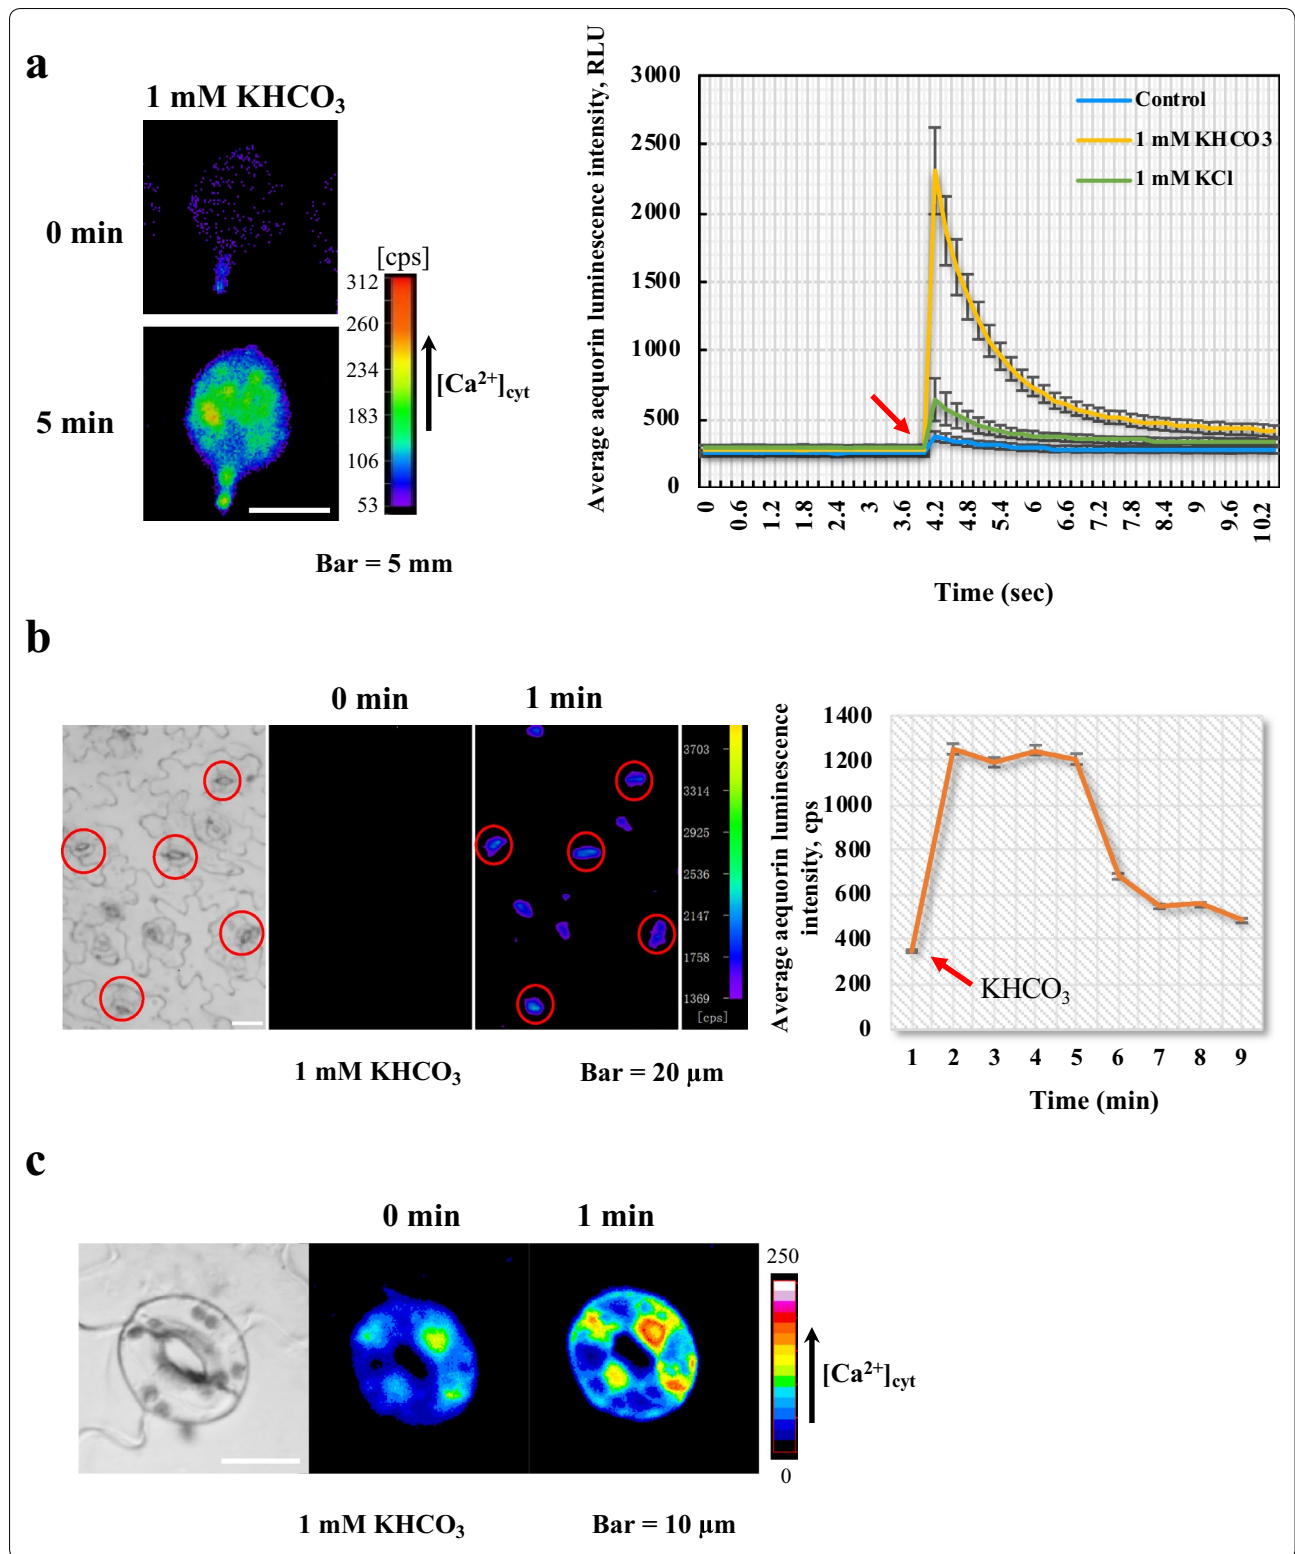 a
1 mM KHCO3
0 min
5 min
[cps]
312
260
234
183
106
53
[Ca2+]cyt
Bar = 5 mm
Average aequorin luminescence intensity, RLU
3000
2500
2000
1500
1000
500
0
Control
1 mM KHCO3
1 mM KCl
0 0.6 1.2 1.8 2.4 3 3.6 4.2 4.8 5.4 6 6.6 7.2 7.8 8.4 9 9.6 10.2
Time (sec)
b
0 min 1 min
3703
3314
2925
2536
2147
1758
1369
[cps]
1 mM KHCO3
Bar = 20 µm
Average aequorin luminescence
intensity, cps
1400
1200
1000
800
600
400
200
0
KHCO3
1 2 3 4 5 6 7 8 9
Time (min)
c
0 min 1 min
250
[Ca2+]cyt
0
1 mM KHCO3
Bar = 10 µm